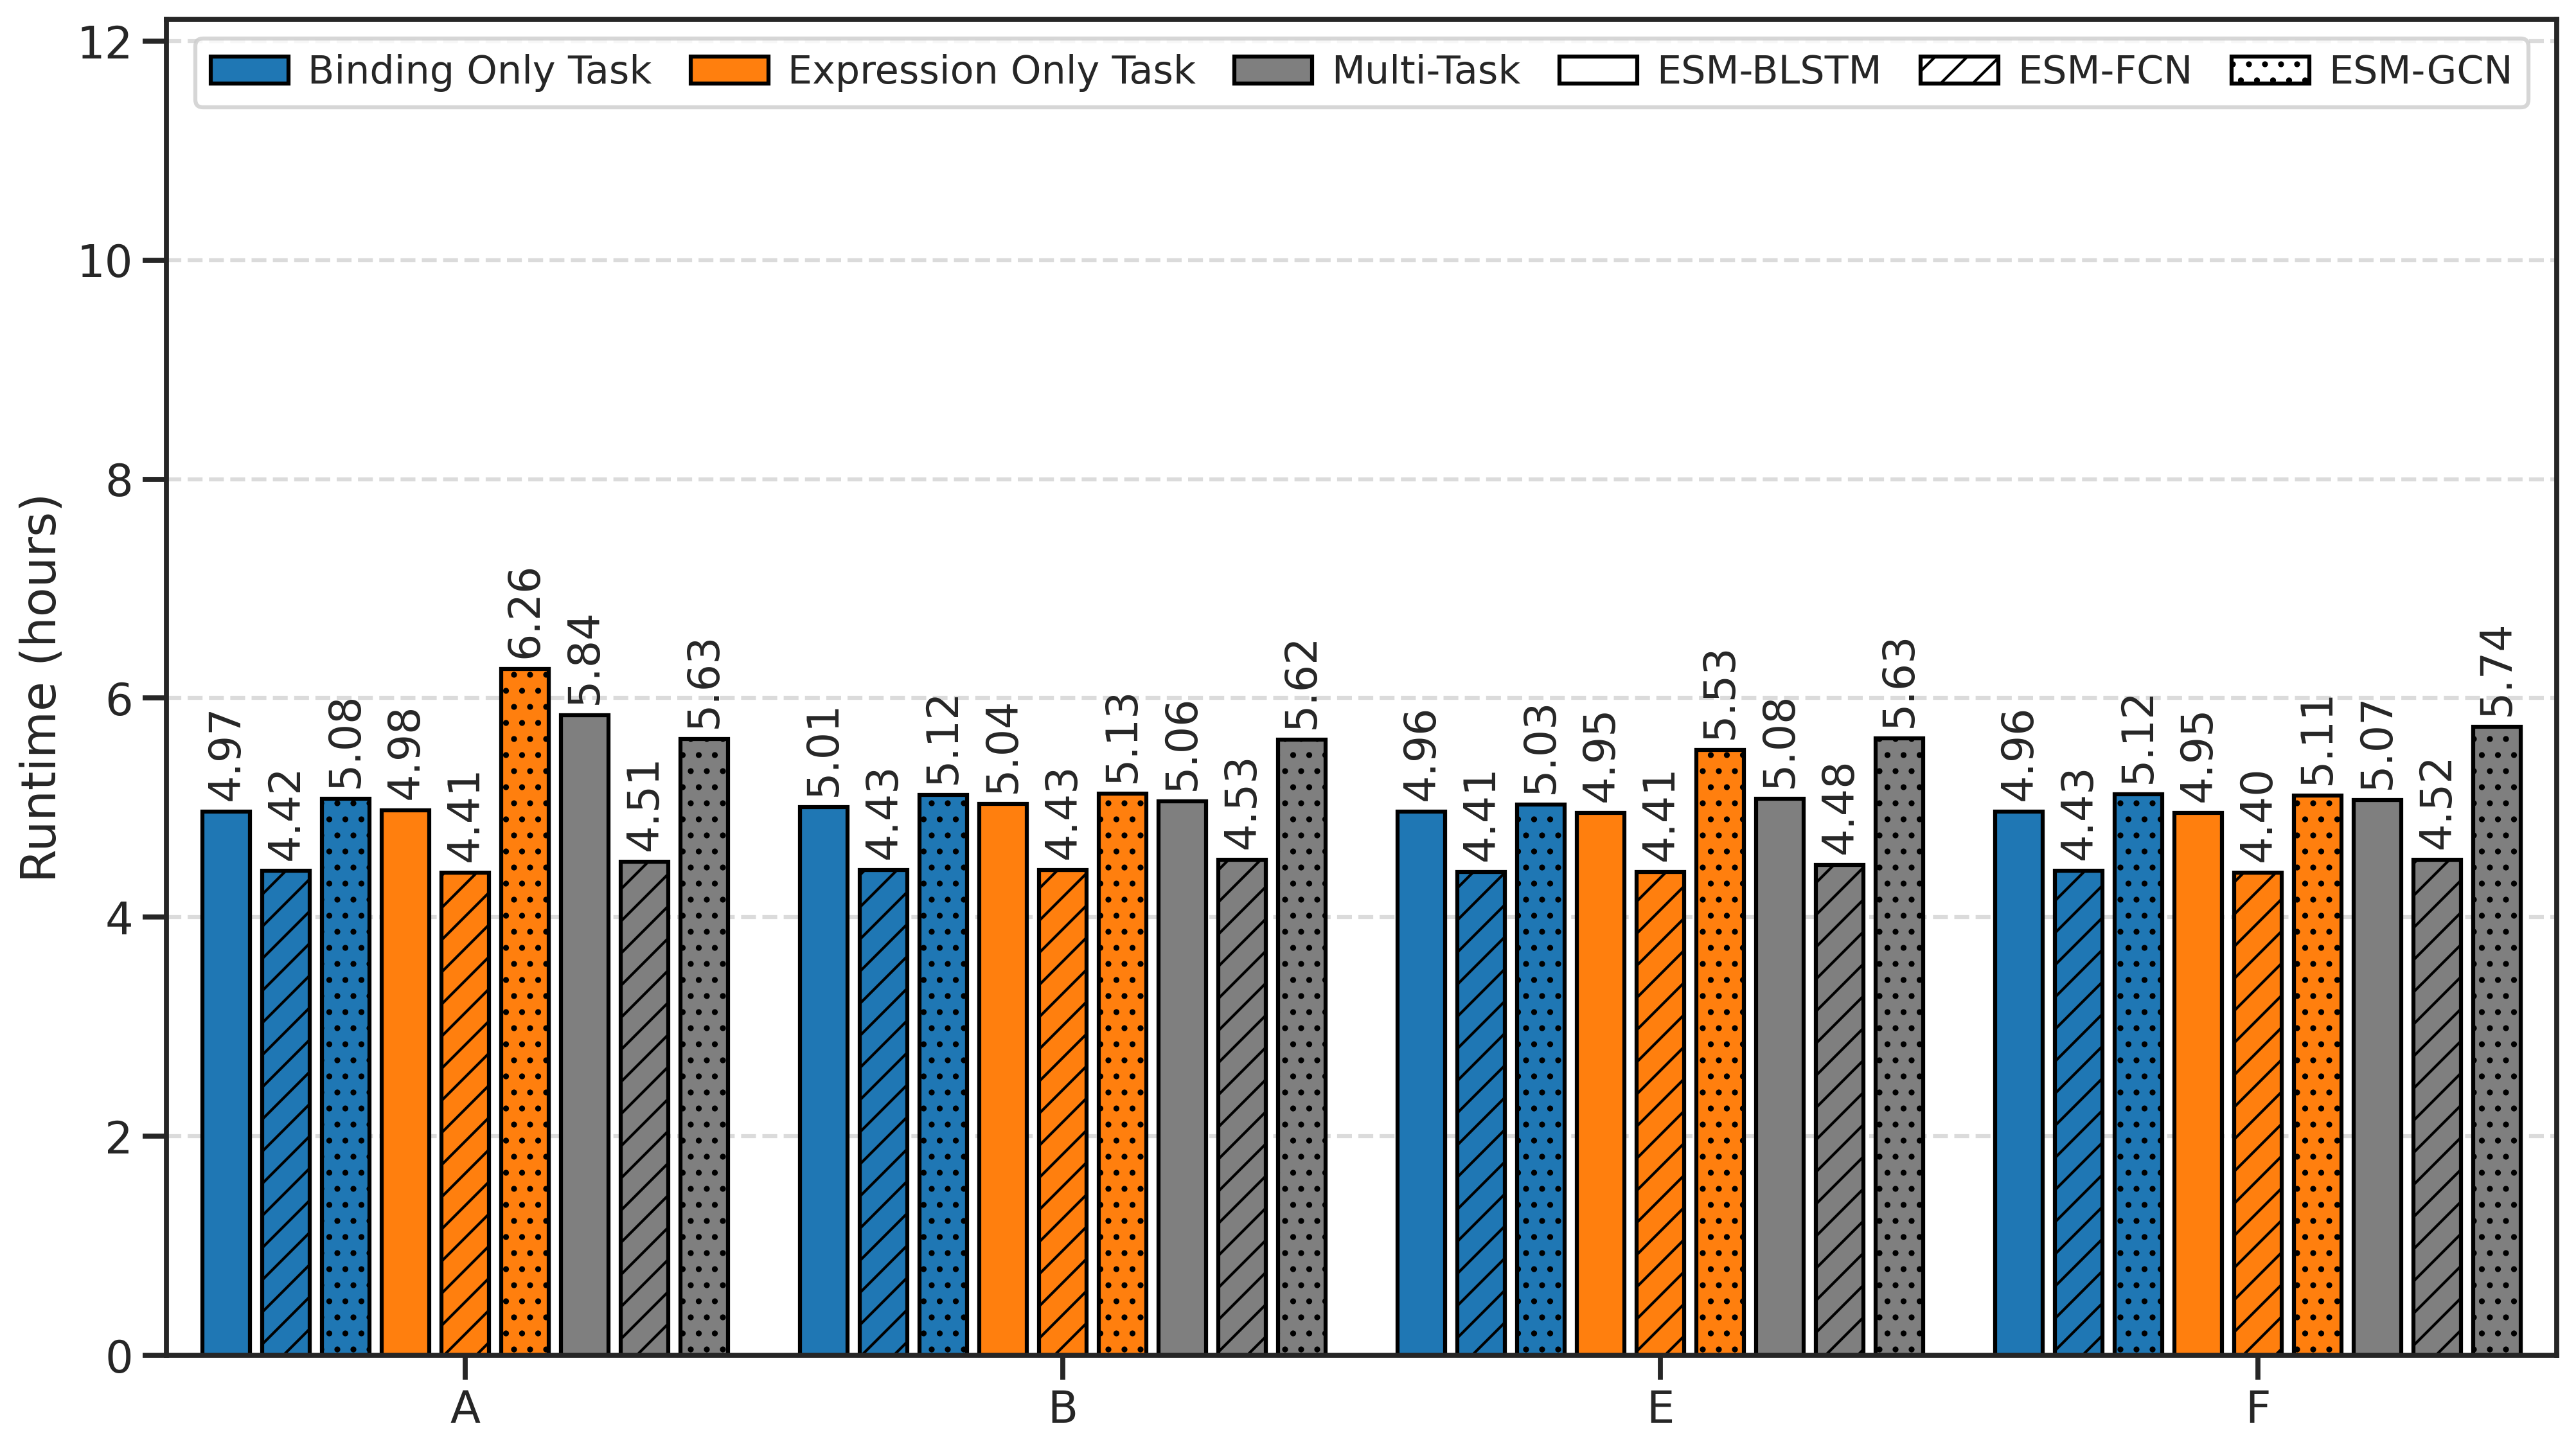 Binding Only Task Expression Only Task Multi-Task ESM-BLSTM ESM-FCN ESM-GCN
Runtime (hours)
12
10
8
6
4
2
0
4.97 4.42 5.08 4.98 4.41 6.26 5.84 4.51 5.63
5.01 4.43 5.12 5.04 4.43 5.13 5.06 4.53 5.62
4.96 4.41 5.03 4.95 4.41 5.53 5.08 4.48 5.63
4.96 4.43 5.12 4.95 4.40 5.11 5.07 4.52 5.74
A B E F